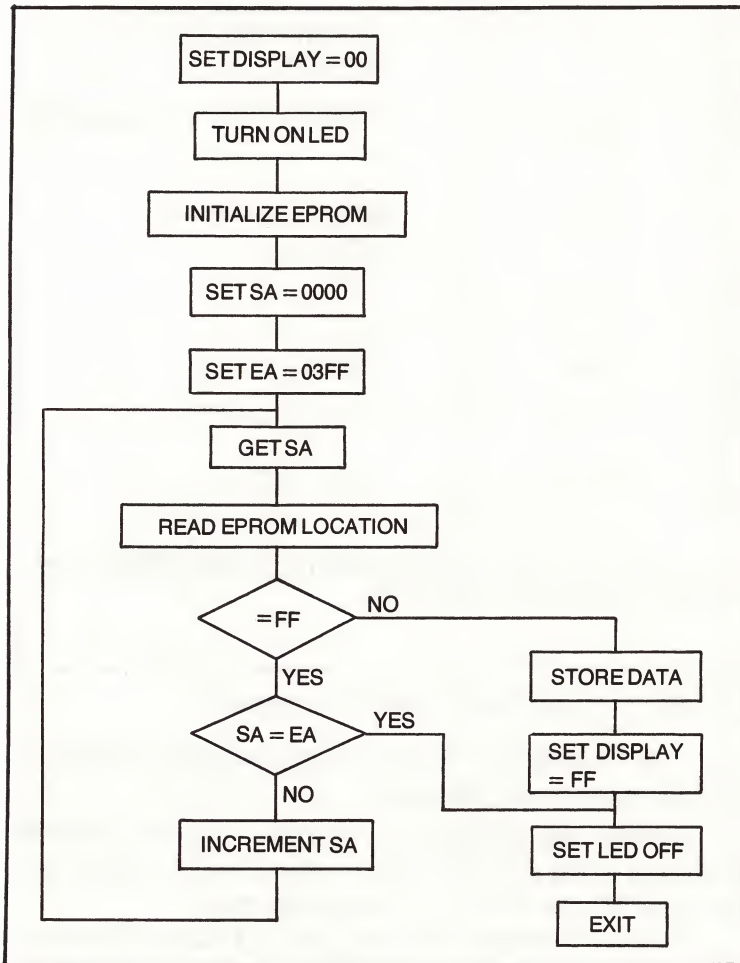 SET DISPLAY = 00
TURN ON LED
INITIALIZE EPROM
SET SA = 0000
SET EA = 03FF
GET SA
READ EPROM LOCATION
= FF
NO
YES
STORE DATA
SA = EA
YES
SET DISPLAY
= FF
NO
INCREMENT SA
SET LED OFF
EXIT